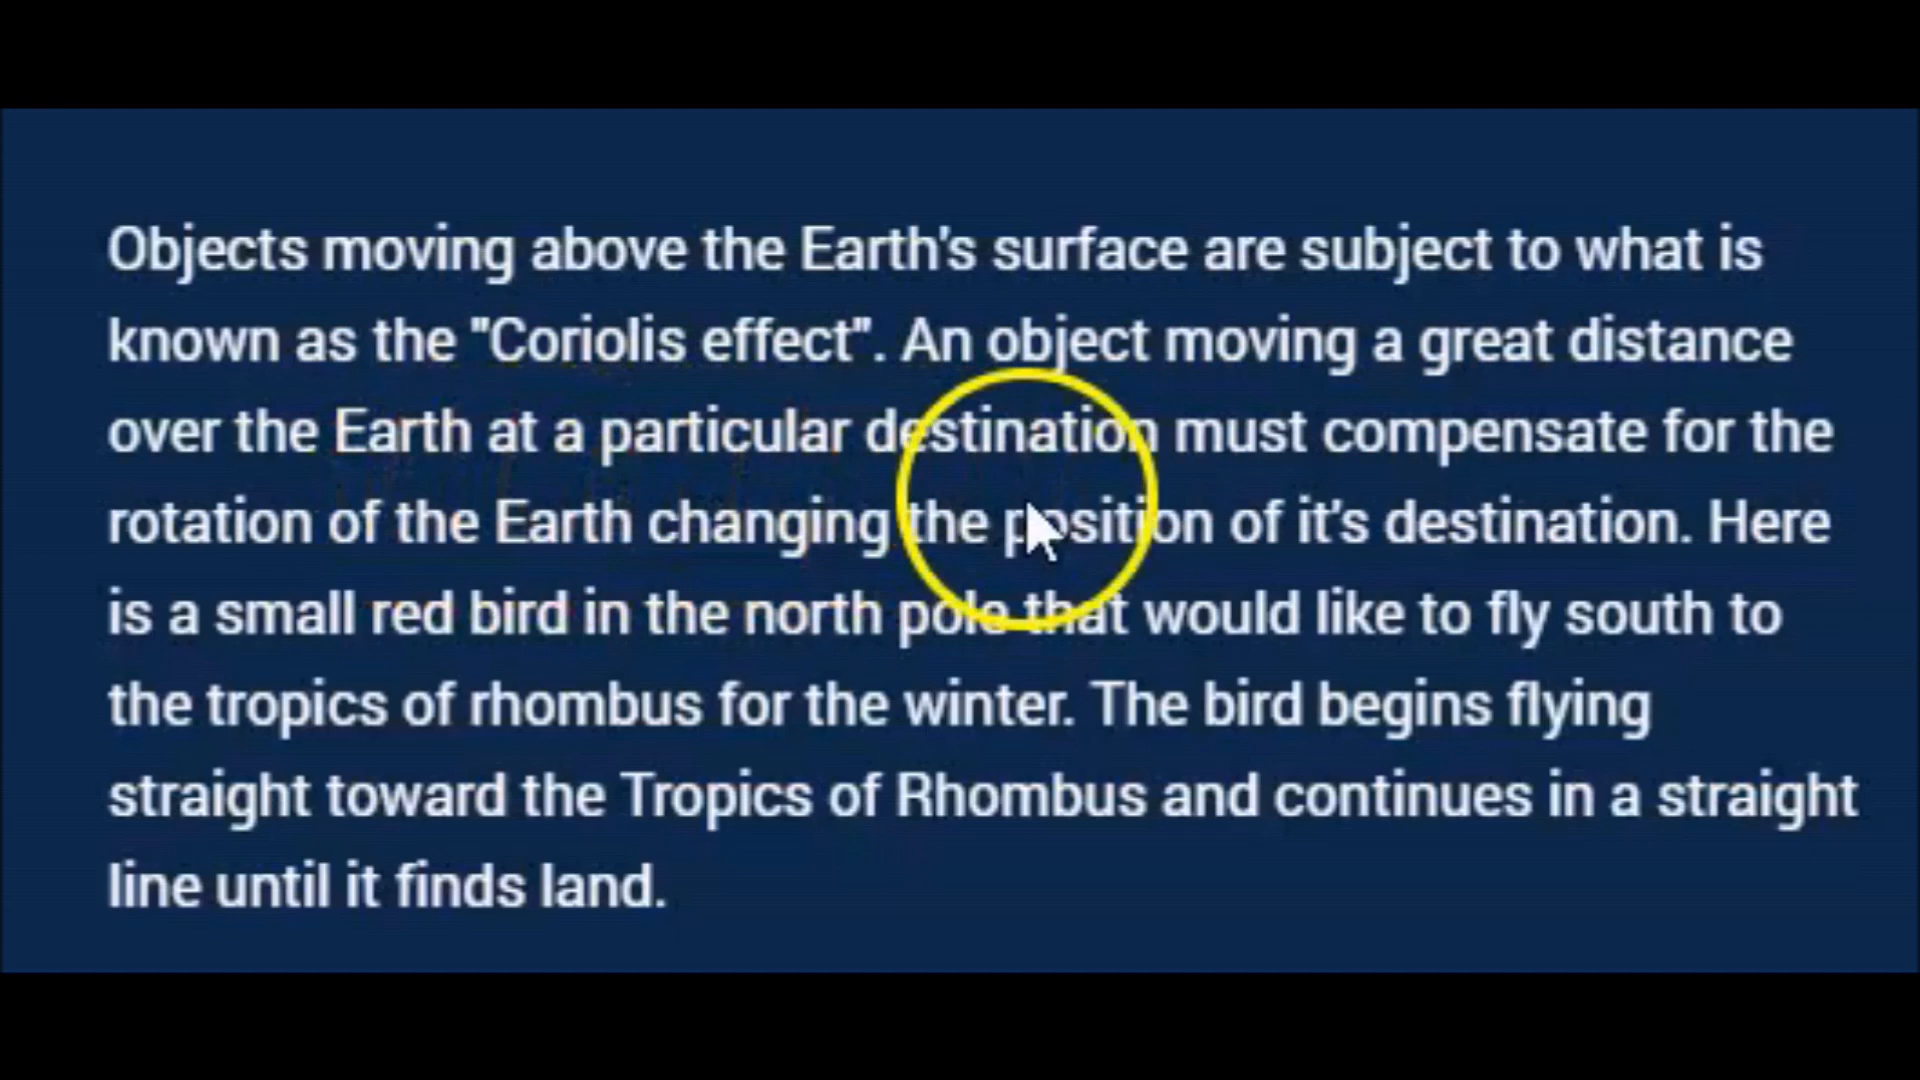 Objects moving above the Earth's surface are subject to what is
known as the "Coriolis effect". An object moving a great distance
over the Earth at a particular destination must compensate for the
rotation of the Earth changing the position of it's destination. Here
is a small red bird in the north pole that would like to fly south to
the tropics of rhombus for the winter. The bird begins flying
straight toward the Tropics of Rhombus and continues in a straight
line until it finds land.